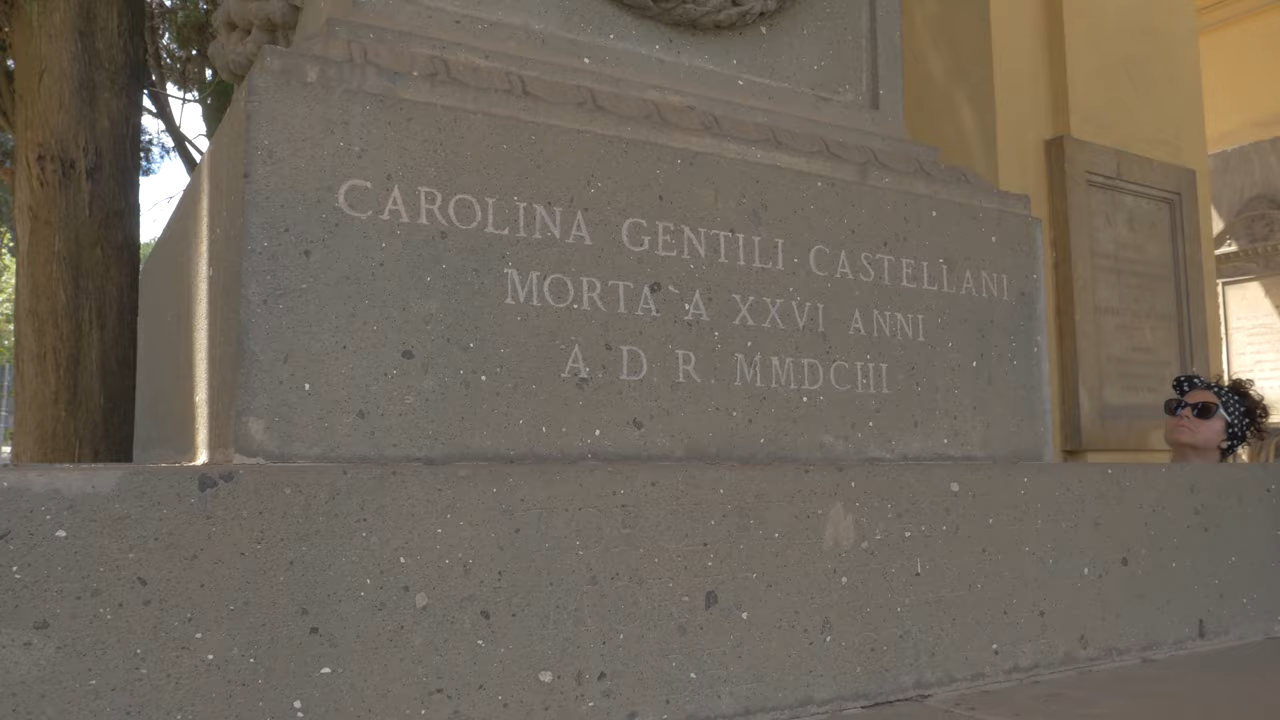 CAROLINA GENTILI CASTELLANI
MORTA A XXVI ANNI
A. D. R. MMDCIII